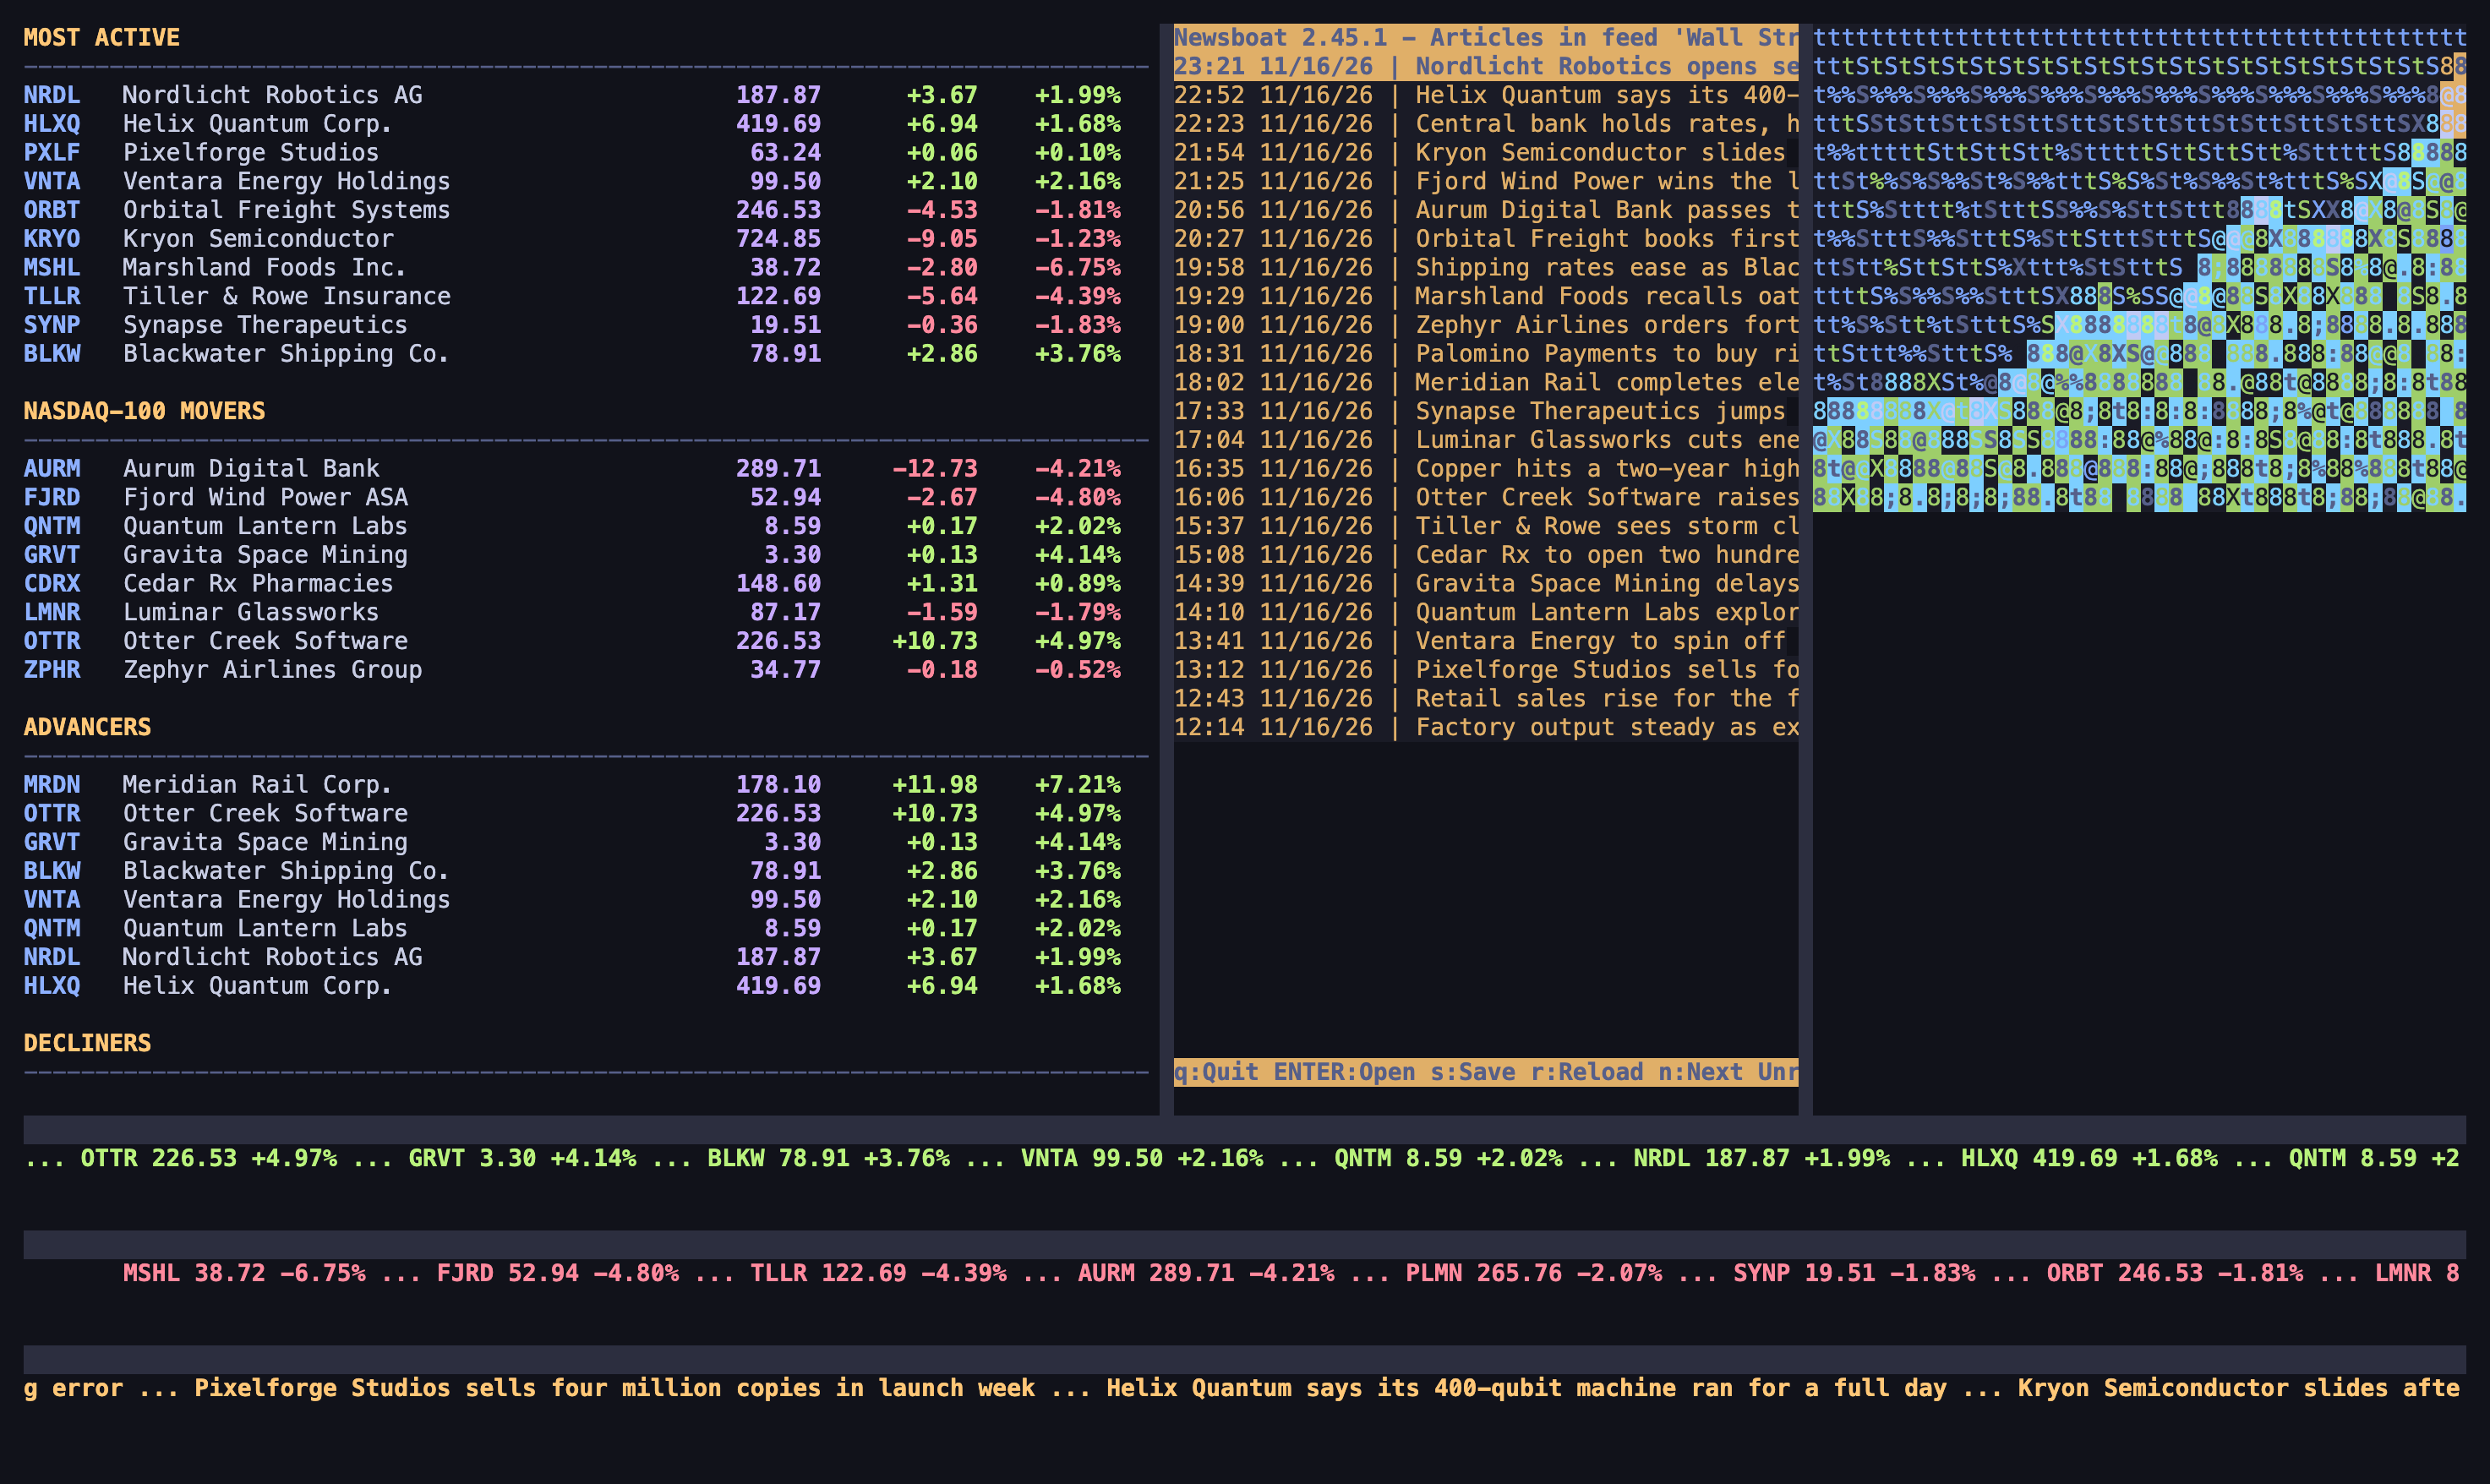 MOST ACTIVE
NRDL Nordlicht Robotics AG 187.87 +3.67 +1.99%
HLXQ Helix Quantum Corp. 419.69 +6.94 +1.68%
PXLF Pixelforge Studios 63.24 +0.06 +0.10%
VNTA Ventara Energy Holdings 99.50 +2.10 +2.16%
ORBT Orbital Freight Systems 246.53 −4.53 −1.81%
KRYO Kryon Semiconductor 724.85 −9.05 −1.23%
MSHL Marshland Foods Inc. 38.72 −2.80 −6.75%
TLLR Tiller & Rowe Insurance 122.69 −5.64 −4.39%
SYNP Synapse Therapeutics 19.51 −0.36 −1.83%
BLKW Blackwater Shipping Co. 78.91 +2.86 +3.76%
NASDAQ−100 MOVERS
AURM Aurum Digital Bank 289.71 −12.73 −4.21%
FJRD Fjord Wind Power ASA 52.94 −2.67 −4.80%
QNTM Quantum Lantern Labs 8.59 +0.17 +2.02%
GRVT Gravita Space Mining 3.30 +0.13 +4.14%
CDRX Cedar Rx Pharmacies 148.60 +1.31 +0.89%
LMNR Luminar Glassworks 87.17 −1.59 −1.79%
OTTR Otter Creek Software 226.53 +10.73 +4.97%
ZPHR Zephyr Airlines Group 34.77 −0.18 −0.52%
ADVANCERS
MRDN Meridian Rail Corp. 178.10 +11.98 +7.21%
OTTR Otter Creek Software 226.53 +10.73 +4.97%
GRVT Gravita Space Mining 3.30 +0.13 +4.14%
BLKW Blackwater Shipping Co. 78.91 +2.86 +3.76%
VNTA Ventara Energy Holdings 99.50 +2.10 +2.16%
QNTM Quantum Lantern Labs 8.59 +0.17 +2.02%
NRDL Nordlicht Robotics AG 187.87 +3.67 +1.99%
HLXQ Helix Quantum Corp. 419.69 +6.94 +1.68%
DECLINERS
Newsboat 2.45.1 − Articles in feed 'Wall Str
23:21 11/16/26 | Nordlicht Robotics opens se
22:52 11/16/26 | Helix Quantum says its 400−
22:23 11/16/26 | Central bank holds rates, h
21:54 11/16/26 | Kryon Semiconductor slides
21:25 11/16/26 | Fjord Wind Power wins the l
20:56 11/16/26 | Aurum Digital Bank passes t
20:27 11/16/26 | Orbital Freight books first
19:58 11/16/26 | Shipping rates ease as Blac
19:29 11/16/26 | Marshland Foods recalls oat
19:00 11/16/26 | Zephyr Airlines orders fort
18:31 11/16/26 | Palomino Payments to buy ri
18:02 11/16/26 | Meridian Rail completes ele
17:33 11/16/26 | Synapse Therapeutics jumps
17:04 11/16/26 | Luminar Glassworks cuts ene
16:35 11/16/26 | Copper hits a two−year high
16:06 11/16/26 | Otter Creek Software raises
15:37 11/16/26 | Tiller & Rowe sees storm cl
15:08 11/16/26 | Cedar Rx to open two hundre
14:39 11/16/26 | Gravita Space Mining delays
14:10 11/16/26 | Quantum Lantern Labs explor
13:41 11/16/26 | Ventara Energy to spin off
13:12 11/16/26 | Pixelforge Studios sells fo
12:43 11/16/26 | Retail sales rise for the f
12:14 11/16/26 | Factory output steady as ex
q:Quit ENTER:Open s:Save r:Reload n:Next Unr
... OTTR 226.53 +4.97% ... GRVT 3.30 +4.14% ... BLKW 78.91 +3.76% ... VNTA 99.50 +2.16% ... QNTM 8.59 +2.02% ... NRDL 187.87 +1.99% ... HLXQ 419.69 +1.68% ... QNTM 8.59 +2
MSHL 38.72 −6.75% ... FJRD 52.94 −4.80% ... TLLR 122.69 −4.39% ... AURM 289.71 −4.21% ... PLMN 265.76 −2.07% ... SYNP 19.51 −1.83% ... ORBT 246.53 −1.81% ... LMNR 8
g error ... Pixelforge Studios sells four million copies in launch week ... Helix Quantum says its 400−qubit machine ran for a full day ... Kryon Semiconductor slides afte